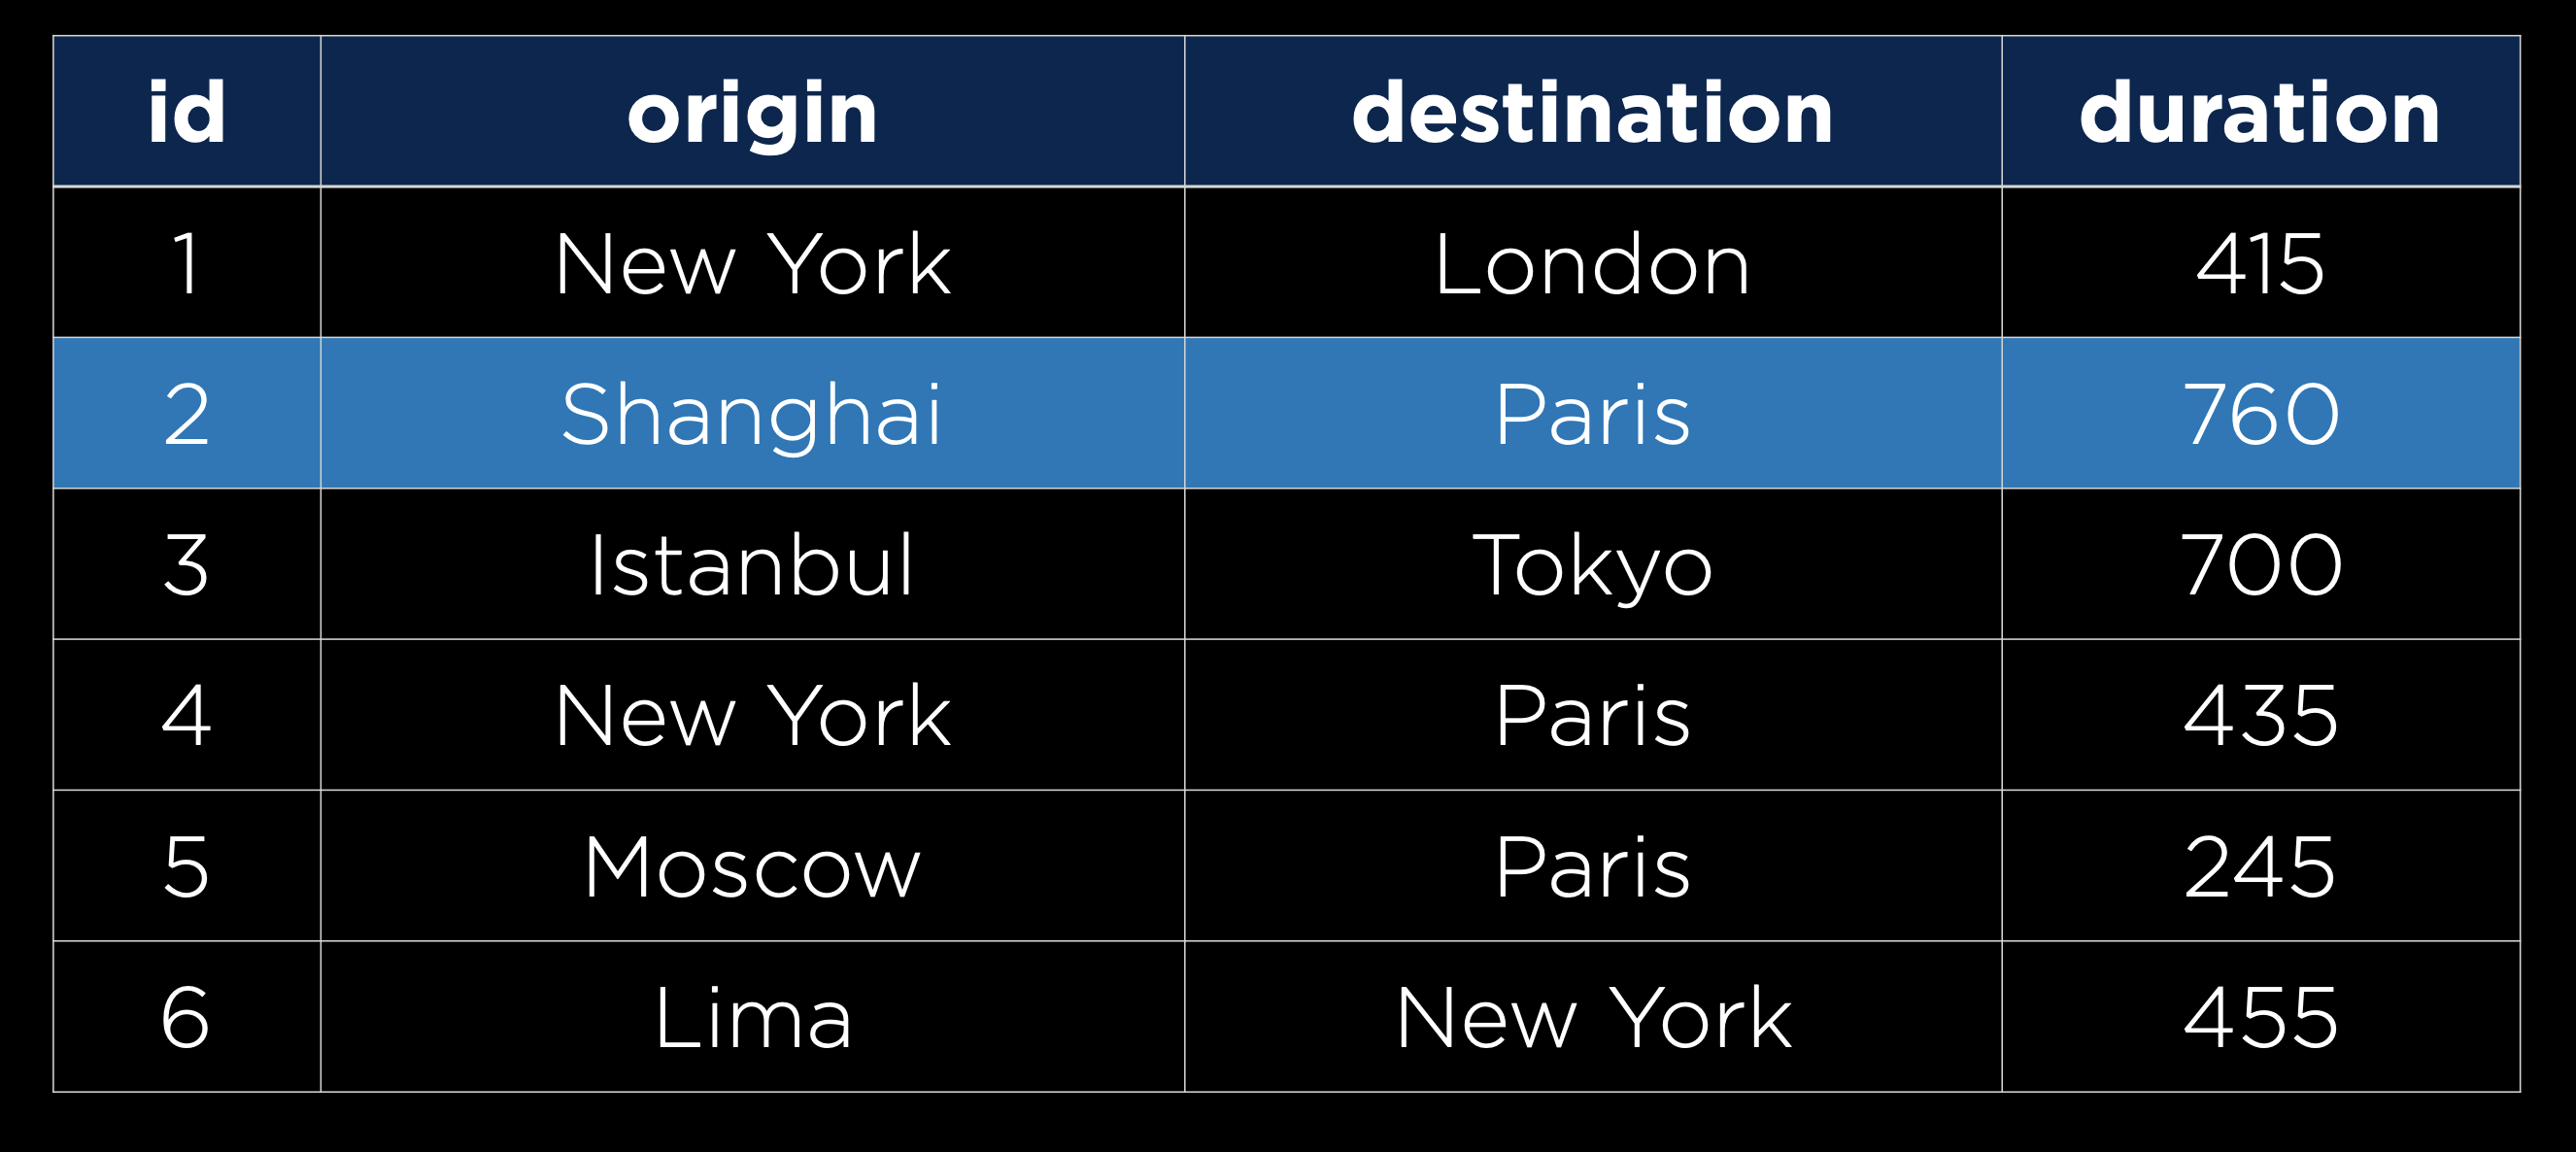 id origin destination duration
1 New York London 415
2 Shanghai Paris 760
3 Istanbul Tokyo 700
4 New York Paris 435
5 Moscow Paris 245
6 Lima New York 455